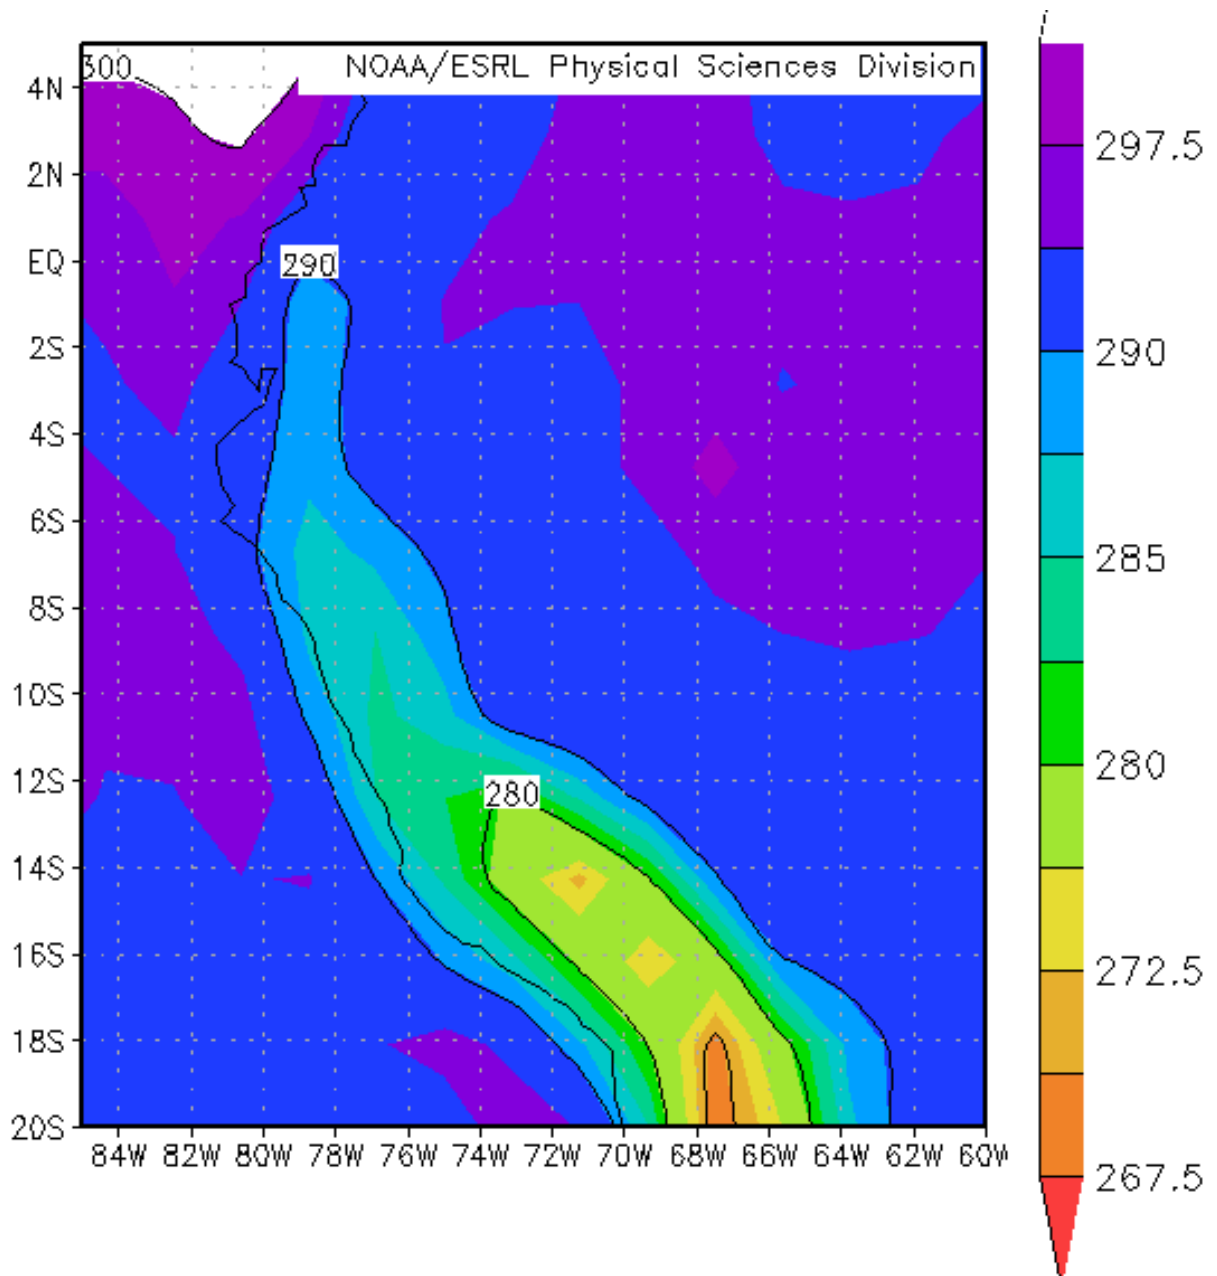 300
NOAA/ESRL Physical Sciences Division
4N
2N
EQ
2S
4S
6S
8S
10S
12S
14S
16S
18S
20S
290
280
84W 82W 80W 78W 76W 74W 72W 70W 68W 66W 64W 62W 60W
297.5
290
285
280
272.5
267.5